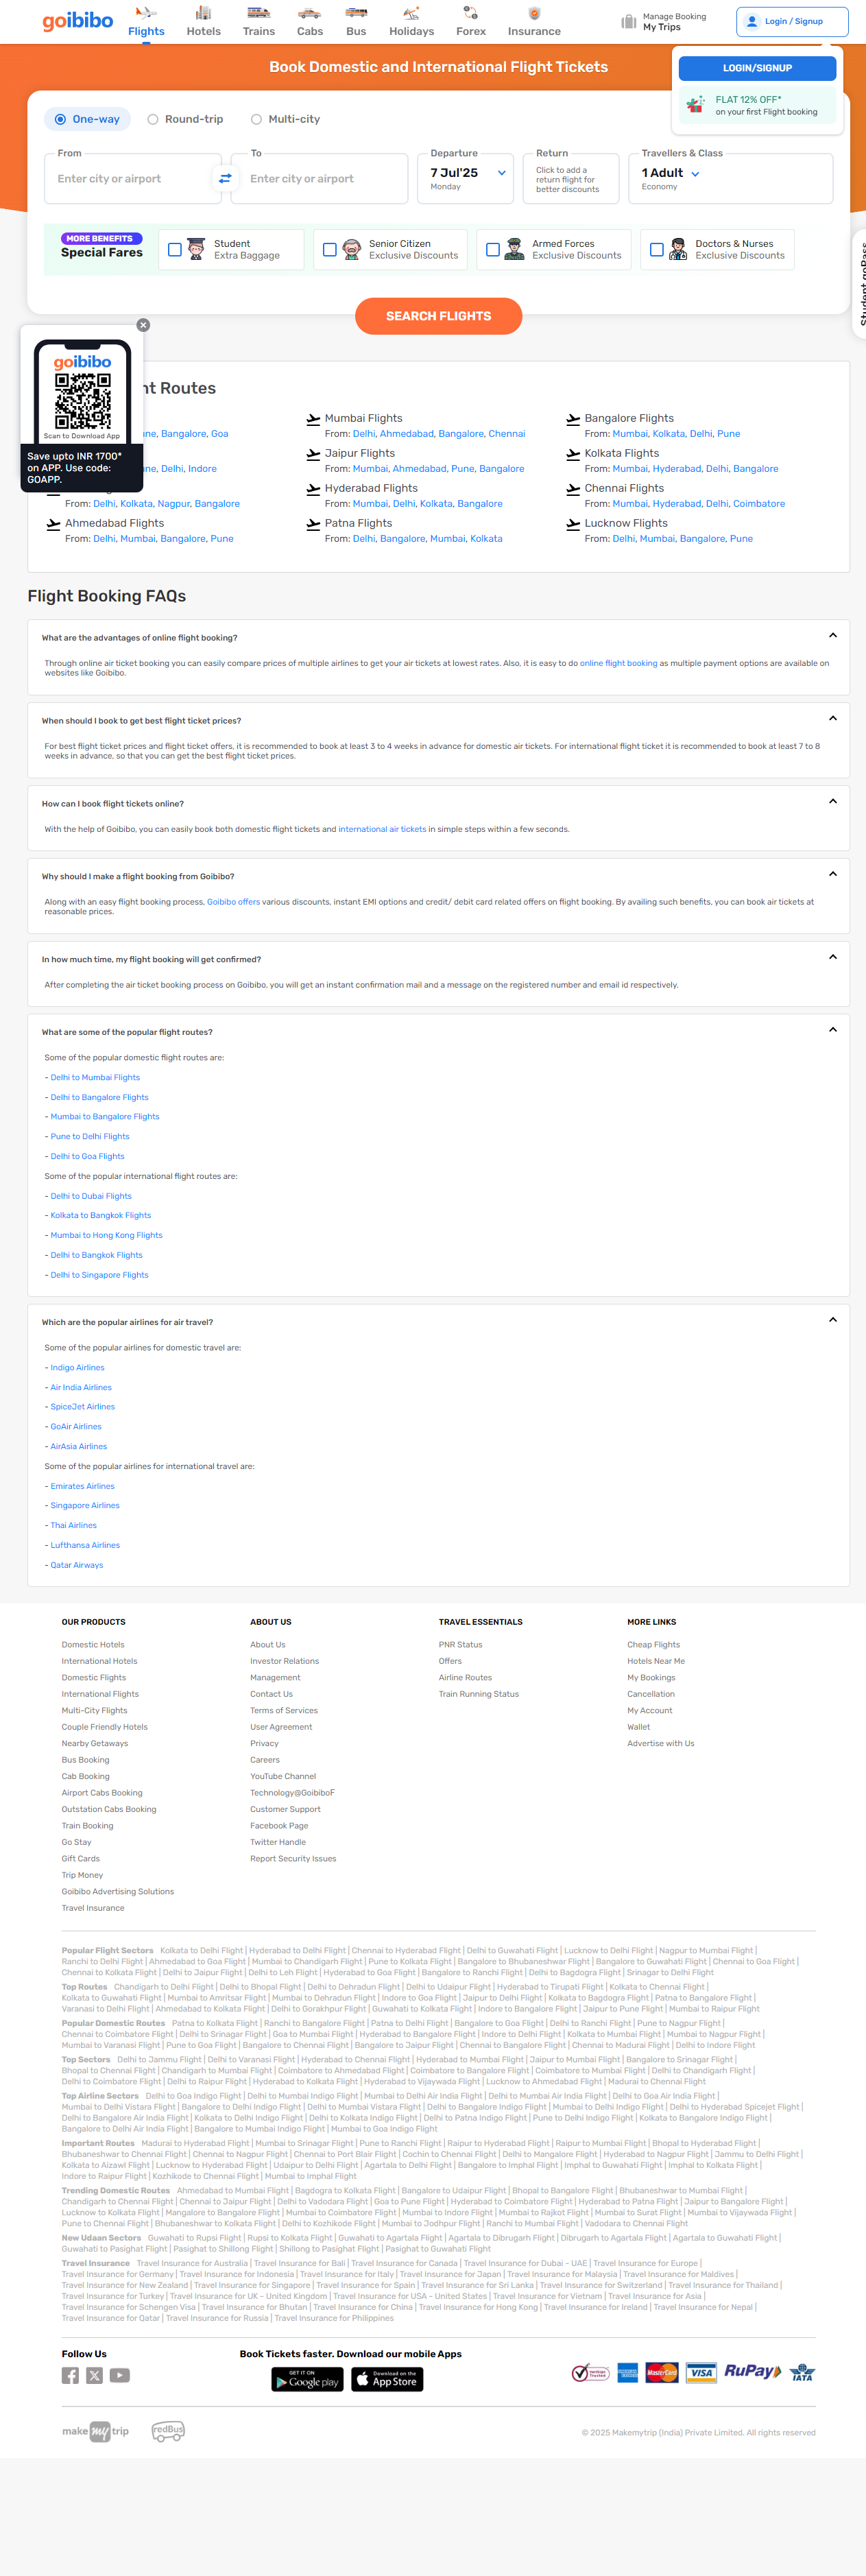 goibibo
Flights
Hotels
Trains
Cabs
Bus
Holidays
Forex
Insurance
Manage Booking
My Trips
Login / Signup
Book Domestic and International Flight Tickets
LOGIN/SIGNUP
FLAT 12% OFF*
on your first Flight booking
One-way
Round-trip
Multi-city
From
Enter city or airport
To
Enter city or airport
Departure
7 Jul'25
Monday
Return
Click to add a
return flight for
better discounts
Travellers & Class
1 Adult
Economy
MORE BENEFITS
Special Fares
Student
Extra Baggage
Senior Citizen
Exclusive Discounts
Armed Forces
Exclusive Discounts
Doctors & Nurses
Exclusive Discounts
Student goPass
SEARCH FLIGHTS
goibibo
Scan to Download App
Save upto INR 1700*
on APP. Use code:
GOAPP.
nt Routes
ne, Bangalore, Goa
Mumbai Flights
From: Delhi, Ahmedabad, Bangalore, Chennai
Bangalore Flights
From: Mumbai, Kolkata, Delhi, Pune
ne, Delhi, Indore
Jaipur Flights
From: Mumbai, Ahmedabad, Pune, Bangalore
Kolkata Flights
From: Mumbai, Hyderabad, Delhi, Bangalore
From: Delhi, Kolkata, Nagpur, Bangalore
Hyderabad Flights
From: Mumbai, Delhi, Kolkata, Bangalore
Chennai Flights
From: Mumbai, Hyderabad, Delhi, Coimbatore
Ahmedabad Flights
From: Delhi, Mumbai, Bangalore, Pune
Patna Flights
From: Delhi, Bangalore, Mumbai, Kolkata
Lucknow Flights
From: Delhi, Mumbai, Bangalore, Pune
Flight Booking FAQs
What are the advantages of online flight booking?
Through online air ticket booking you can easily compare prices of multiple airlines to get your air tickets at lowest rates. Also, it is easy to do online flight booking as multiple payment options are available on
websites like Goibibo.
When should I book to get best flight ticket prices?
For best flight ticket prices and flight ticket offers, it is recommended to book at least 3 to 4 weeks in advance for domestic air tickets. For international flight ticket it is recommended to book at least 7 to 8
weeks in advance, so that you can get the best flight ticket prices.
How can I book flight tickets online?
With the help of Goibibo, you can easily book both domestic flight tickets and international air tickets in simple steps within a few seconds.
Why should I make a flight booking from Goibibo?
Along with an easy flight booking process, Goibibo offers various discounts, instant EMI options and credit/ debit card related offers on flight booking. By availing such benefits, you can book air tickets at
reasonable prices.
In how much time, my flight booking will get confirmed?
After completing the air ticket booking process on Goibibo, you will get an instant confirmation mail and a message on the registered number and email id respectively.
What are some of the popular flight routes?
Some of the popular domestic flight routes are:
- Delhi to Mumbai Flights
- Delhi to Bangalore Flights
- Mumbai to Bangalore Flights
- Pune to Delhi Flights
- Delhi to Goa Flights
Some of the popular international flight routes are:
- Delhi to Dubai Flights
- Kolkata to Bangkok Flights
- Mumbai to Hong Kong Flights
- Delhi to Bangkok Flights
- Delhi to Singapore Flights
Which are the popular airlines for air travel?
Some of the popular airlines for domestic travel are:
- Indigo Airlines
- Air India Airlines
- SpiceJet Airlines
- GoAir Airlines
- AirAsia Airlines
Some of the popular airlines for international travel are:
- Emirates Airlines
- Singapore Airlines
- Thai Airlines
- Lufthansa Airlines
- Qatar Airways
OUR PRODUCTS
Domestic Hotels
International Hotels
Domestic Flights
International Flights
Multi-City Flights
Couple Friendly Hotels
Nearby Getaways
Bus Booking
Cab Booking
Airport Cabs Booking
Outstation Cabs Booking
Train Booking
Go Stay
Gift Cards
Trip Money
Goibibo Advertising Solutions
Travel Insurance
ABOUT US
About Us
Investor Relations
Management
Contact Us
Terms of Services
User Agreement
Privacy
Careers
YouTube Channel
Technology@GoibiboF
Customer Support
Facebook Page
Twitter Handle
Report Security Issues
TRAVEL ESSENTIALS
PNR Status
Offers
Airline Routes
Train Running Status
MORE LINKS
Cheap Flights
Hotels Near Me
My Bookings
Cancellation
My Account
Wallet
Advertise with Us
Popular Flight Sectors Kolkata to Delhi Flight | Hyderabad to Delhi Flight | Chennai to Hyderabad Flight | Delhi to Guwahati Flight | Lucknow to Delhi Flight | Nagpur to Mumbai Flight |
Ranchi to Delhi Flight | Ahmedabad to Goa Flight | Mumbai to Chandigarh Flight | Pune to Kolkata Flight | Bangalore to Bhubaneswar Flight | Bangalore to Guwahati Flight | Chennai to Goa Flight |
Chennai to Kolkata Flight | Delhi to Jaipur Flight | Delhi to Leh Flight | Hyderabad to Goa Flight | Bangalore to Ranchi Flight | Delhi to Bagdogra Flight | Srinagar to Delhi Flight
Top Routes Chandigarh to Delhi Flight | Delhi to Bhopal Flight | Delhi to Dehradun Flight | Delhi to Udaipur Flight | Hyderabad to Tirupati Flight | Kolkata to Chennai Flight |
Kolkata to Guwahati Flight | Mumbai to Amritsar Flight | Mumbai to Dehradun Flight | Indore to Goa Flight | Jaipur to Delhi Flight | Kolkata to Bagdogra Flight | Patna to Bangalore Flight |
Varanasi to Delhi Flight | Ahmedabad to Kolkata Flight | Delhi to Gorakhpur Flight | Guwahati to Kolkata Flight | Indore to Bangalore Flight | Jaipur to Pune Flight | Mumbai to Raipur Flight
Popular Domestic Routes Patna to Kolkata Flight | Ranchi to Bangalore Flight | Patna to Delhi Flight | Bangalore to Goa Flight | Delhi to Ranchi Flight | Pune to Nagpur Flight |
Chennai to Coimbatore Flight | Delhi to Srinagar Flight | Goa to Mumbai Flight | Hyderabad to Bangalore Flight | Indore to Delhi Flight | Kolkata to Mumbai Flight | Mumbai to Nagpur Flight |
Mumbai to Varanasi Flight | Pune to Goa Flight | Bangalore to Chennai Flight | Bangalore to Jaipur Flight | Chennai to Bangalore Flight | Chennai to Madurai Flight | Delhi to Indore Flight
Top Sectors Delhi to Jammu Flight | Delhi to Varanasi Flight | Hyderabad to Chennai Flight | Hyderabad to Mumbai Flight | Jaipur to Mumbai Flight | Bangalore to Srinagar Flight |
Bhopal to Chennai Flight | Chandigarh to Mumbai Flight | Coimbatore to Ahmedabad Flight | Coimbatore to Bangalore Flight | Coimbatore to Mumbai Flight | Delhi to Chandigarh Flight |
Delhi to Coimbatore Flight | Delhi to Raipur Flight | Hyderabad to Kolkata Flight | Hyderabad to Vijayawada Flight | Lucknow to Ahmedabad Flight | Madurai to Chennai Flight
Top Airline Sectors Delhi to Goa Indigo Flight | Delhi to Mumbai Indigo Flight | Mumbai to Delhi Air India Flight | Delhi to Mumbai Air India Flight | Delhi to Goa Air India Flight |
Mumbai to Delhi Vistara Flight | Bangalore to Delhi Indigo Flight | Delhi to Mumbai Vistara Flight | Delhi to Bangalore Indigo Flight | Mumbai to Delhi Indigo Flight | Delhi to Hyderabad Spicejet Flight |
Delhi to Bangalore Air India Flight | Kolkata to Delhi Indigo Flight | Delhi to Kolkata Indigo Flight | Delhi to Patna Indigo Flight | Pune to Delhi Indigo Flight | Kolkata to Bangalore Indigo Flight |
Bangalore to Delhi Air India Flight | Bangalore to Mumbai Indigo Flight | Mumbai to Goa Indigo Flight
Important Routes Madurai to Hyderabad Flight | Mumbai to Srinagar Flight | Pune to Ranchi Flight | Raipur to Hyderabad Flight | Raipur to Mumbai Flight | Bhopal to Hyderabad Flight |
Bhubaneswar to Chennai Flight | Chennai to Nagpur Flight | Chennai to Port Blair Flight | Cochin to Chennai Flight | Delhi to Mangalore Flight | Hyderabad to Nagpur Flight | Jammu to Delhi Flight |
Kolkata to Aizawl Flight | Lucknow to Hyderabad Flight | Udaipur to Delhi Flight | Agartala to Delhi Flight | Bangalore to Imphal Flight | Imphal to Guwahati Flight | Imphal to Kolkata Flight |
Indore to Raipur Flight | Kozhikode to Chennai Flight | Mumbai to Imphal Flight
Trending Domestic Routes Ahmedabad to Mumbai Flight | Bagdogra to Kolkata Flight | Bangalore to Udaipur Flight | Bhopal to Bangalore Flight | Bhubaneswar to Mumbai Flight |
Chandigarh to Chennai Flight | Chennai to Jaipur Flight | Delhi to Vadodara Flight | Goa to Pune Flight | Hyderabad to Coimbatore Flight | Hyderabad to Patna Flight | Jaipur to Bangalore Flight |
Lucknow to Kolkata Flight | Mangalore to Bangalore Flight | Mumbai to Coimbatore Flight | Mumbai to Indore Flight | Mumbai to Rajkot Flight | Mumbai to Surat Flight | Mumbai to Vijayawada Flight |
Pune to Chennai Flight | Bhubaneswar to Kolkata Flight | Delhi to Kozhikode Flight | Mumbai to Jodhpur Flight | Ranchi to Mumbai Flight | Vadodara to Chennai Flight
New Udaan Sectors Guwahati to Rupsi Flight | Rupsi to Kolkata Flight | Guwahati to Agartala Flight | Agartala to Dibrugarh Flight | Dibrugarh to Agartala Flight | Agartala to Guwahati Flight |
Guwahati to Pasighat Flight | Pasighat to Shillong Flight | Shillong to Pasighat Flight | Pasighat to Guwahati Flight
Travel Insurance Travel Insurance for Australia | Travel Insurance for Bali | Travel Insurance for Canada | Travel Insurance for Dubai - UAE | Travel Insurance for Europe |
Travel Insurance for Germany | Travel Insurance for Indonesia | Travel Insurance for Italy | Travel Insurance for Japan | Travel Insurance for Malaysia | Travel Insurance for Maldives |
Travel Insurance for New Zealand | Travel Insurance for Singapore | Travel Insurance for Spain | Travel Insurance for Sri Lanka | Travel Insurance for Switzerland | Travel Insurance for Thailand |
Travel Insurance for Turkey | Travel Insurance for UK - United Kingdom | Travel Insurance for USA - United States | Travel Insurance for Vietnam | Travel Insurance for Asia |
Travel Insurance for Schengen Visa | Travel Insurance for Bhutan | Travel Insurance for China | Travel Insurance for Hong Kong | Travel Insurance for Ireland | Travel Insurance for Nepal |
Travel Insurance for Qatar | Travel Insurance for Russia | Travel Insurance for Philippines
Follow Us
Book Tickets faster. Download our mobile Apps
GET IT ON
Google play
Download on the
App Store
MasterCard
VISA
RuPay
IATA
make my trip
redBus
© 2025 Makemytrip (India) Private Limited. All rights reserved